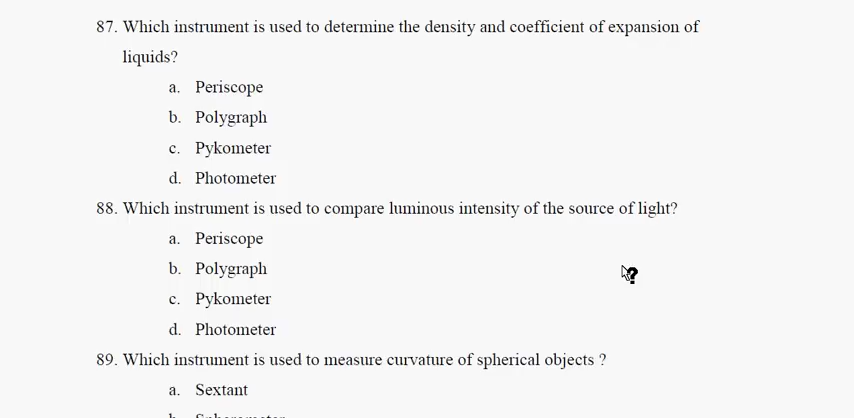 87. Which instrument is used to determine the density and coefficient of expansion of
liquids?
a. Periscope
b. Polygraph
c. Pykometer
d. Photometer
88. Which instrument is used to compare luminous intensity of the source of light?
a. Periscope
b. Polygraph
c. Pykometer
d. Photometer
89. Which instrument is used to measure curvature of spherical objects ?
a. Sextant